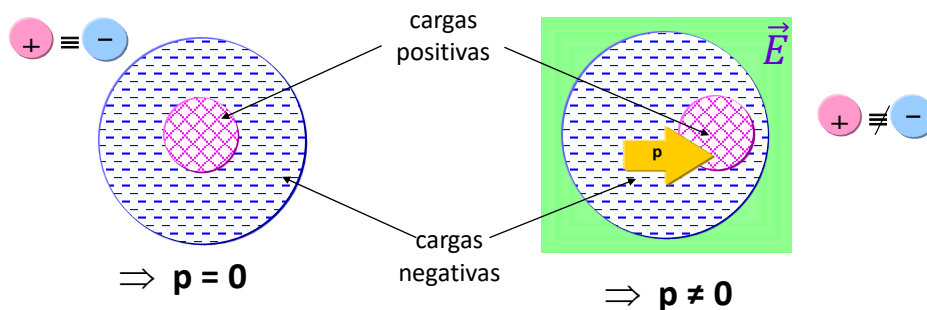 + ≡ −
cargas
positivas
E⃗
p
+ ≢ −
cargas
negativas
⇒ p = 0
⇒ p ≠ 0